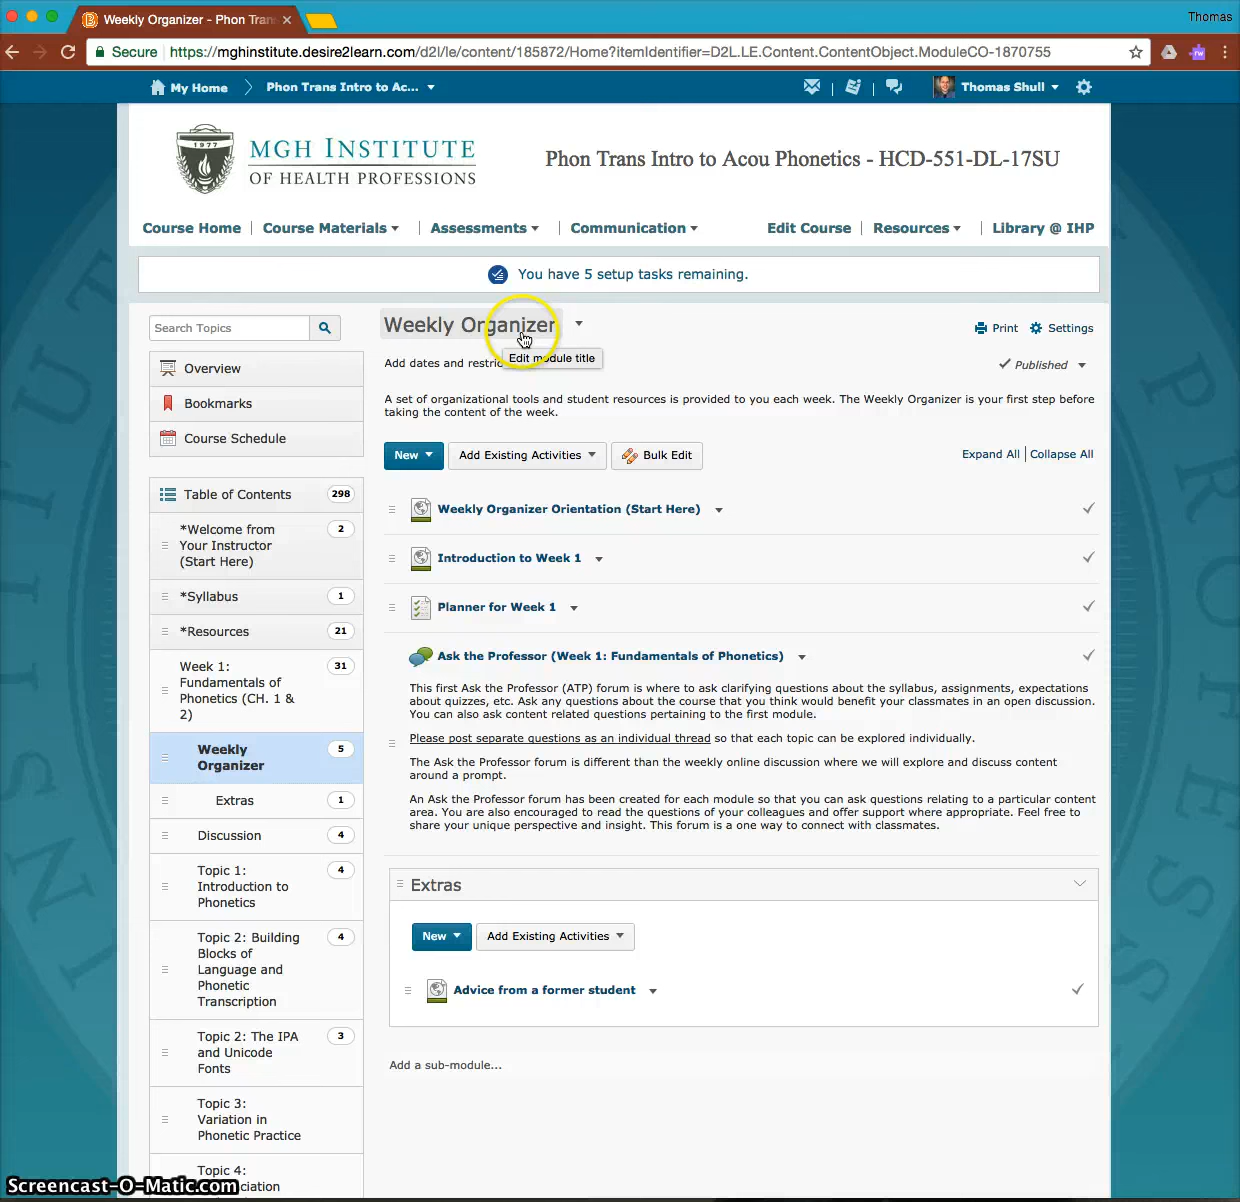 Weekly Organizer - Phon Trans
Thomas
Secure
https://mghinstitute.desire2learn.com/d2l/le/content/185872/Home?itemIdentifier=D2L.LE.Content.ContentObject.ModuleCO-1870755
My Home
Phon Trans Intro to Ac...
Thomas Shull
1977
MGH INSTITUTE
OF HEALTH PROFESSIONS
Phon Trans Intro to Acou Phonetics - HCD-551-DL-17SU
Course Home
Course Materials
Assessments
Communication
Edit Course
Resources
Library @ IHP
You have 5 setup tasks remaining.
Search Topics
Overview
Bookmarks
Course Schedule
Table of Contents 298
*Welcome from 2
Your Instructor
(Start Here)
*Syllabus 1
*Resources 21
Week 1: 31
Fundamentals of
Phonetics (CH. 1 &
2)
Weekly 5
Organizer
Extras 1
Discussion 4
Topic 1: 4
Introduction to
Phonetics
Topic 2: Building 4
Blocks of
Language and
Phonetic
Transcription
Topic 2: The IPA 3
and Unicode
Fonts
Topic 3:
Variation in
Phonetic Practice
Topic 4:
Weekly Organizer
Edit module title
Print
Settings
Add dates and restric
Published
A set of organizational tools and student resources is provided to you each week. The Weekly Organizer is your first step before
taking the content of the week.
New
Add Existing Activities
Bulk Edit
Expand All
Collapse All
Weekly Organizer Orientation (Start Here)
Introduction to Week 1
Planner for Week 1
Ask the Professor (Week 1: Fundamentals of Phonetics)
This first Ask the Professor (ATP) forum is where to ask clarifying questions about the syllabus, assignments, expectations
about quizzes, etc. Ask any questions about the course that you think would benefit your classmates in an open discussion.
You can also ask content related questions pertaining to the first module.
Please post separate questions as an individual thread so that each topic can be explored individually.
The Ask the Professor forum is different than the weekly online discussion where we will explore and discuss content
around a prompt.
An Ask the Professor forum has been created for each module so that you can ask questions relating to a particular content
area. You are also encouraged to read the questions of your colleagues and offer support where appropriate. Feel free to
share your unique perspective and insight. This forum is a one way to connect with classmates.
Extras
New
Add Existing Activities
Advice from a former student
Add a sub-module...
Screencast-O-Matic.com